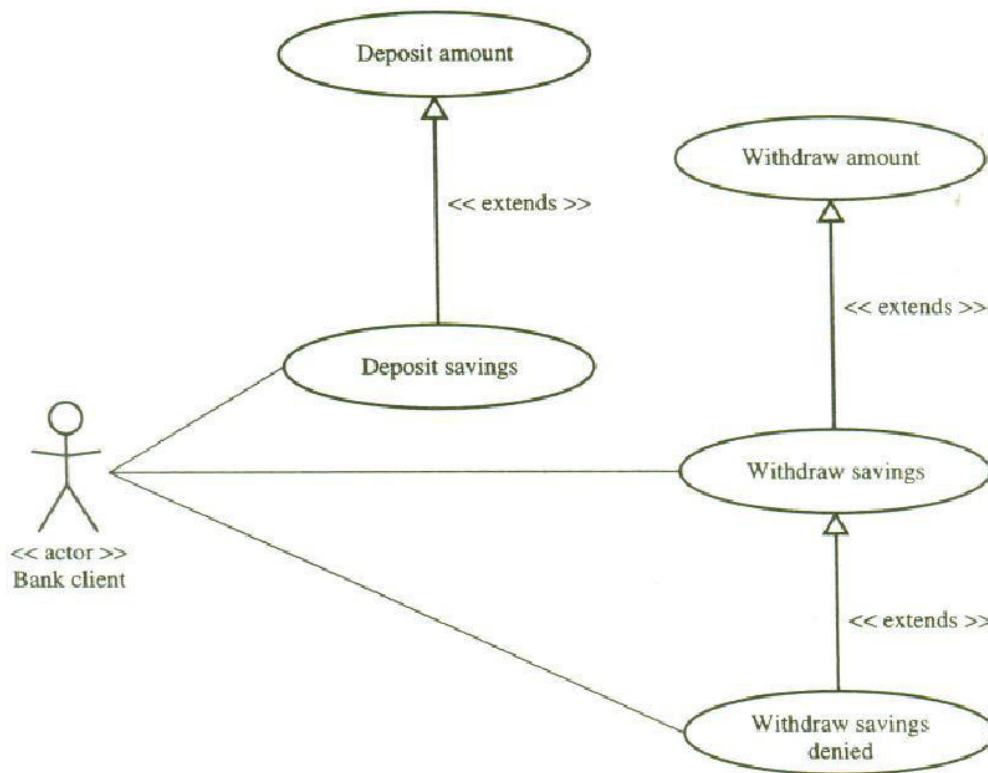 Deposit amount
Withdraw amount
<< extends >>
<< extends >>
Deposit savings
Withdraw savings
<< actor >>
Bank client
<< extends >>
Withdraw savings
denied